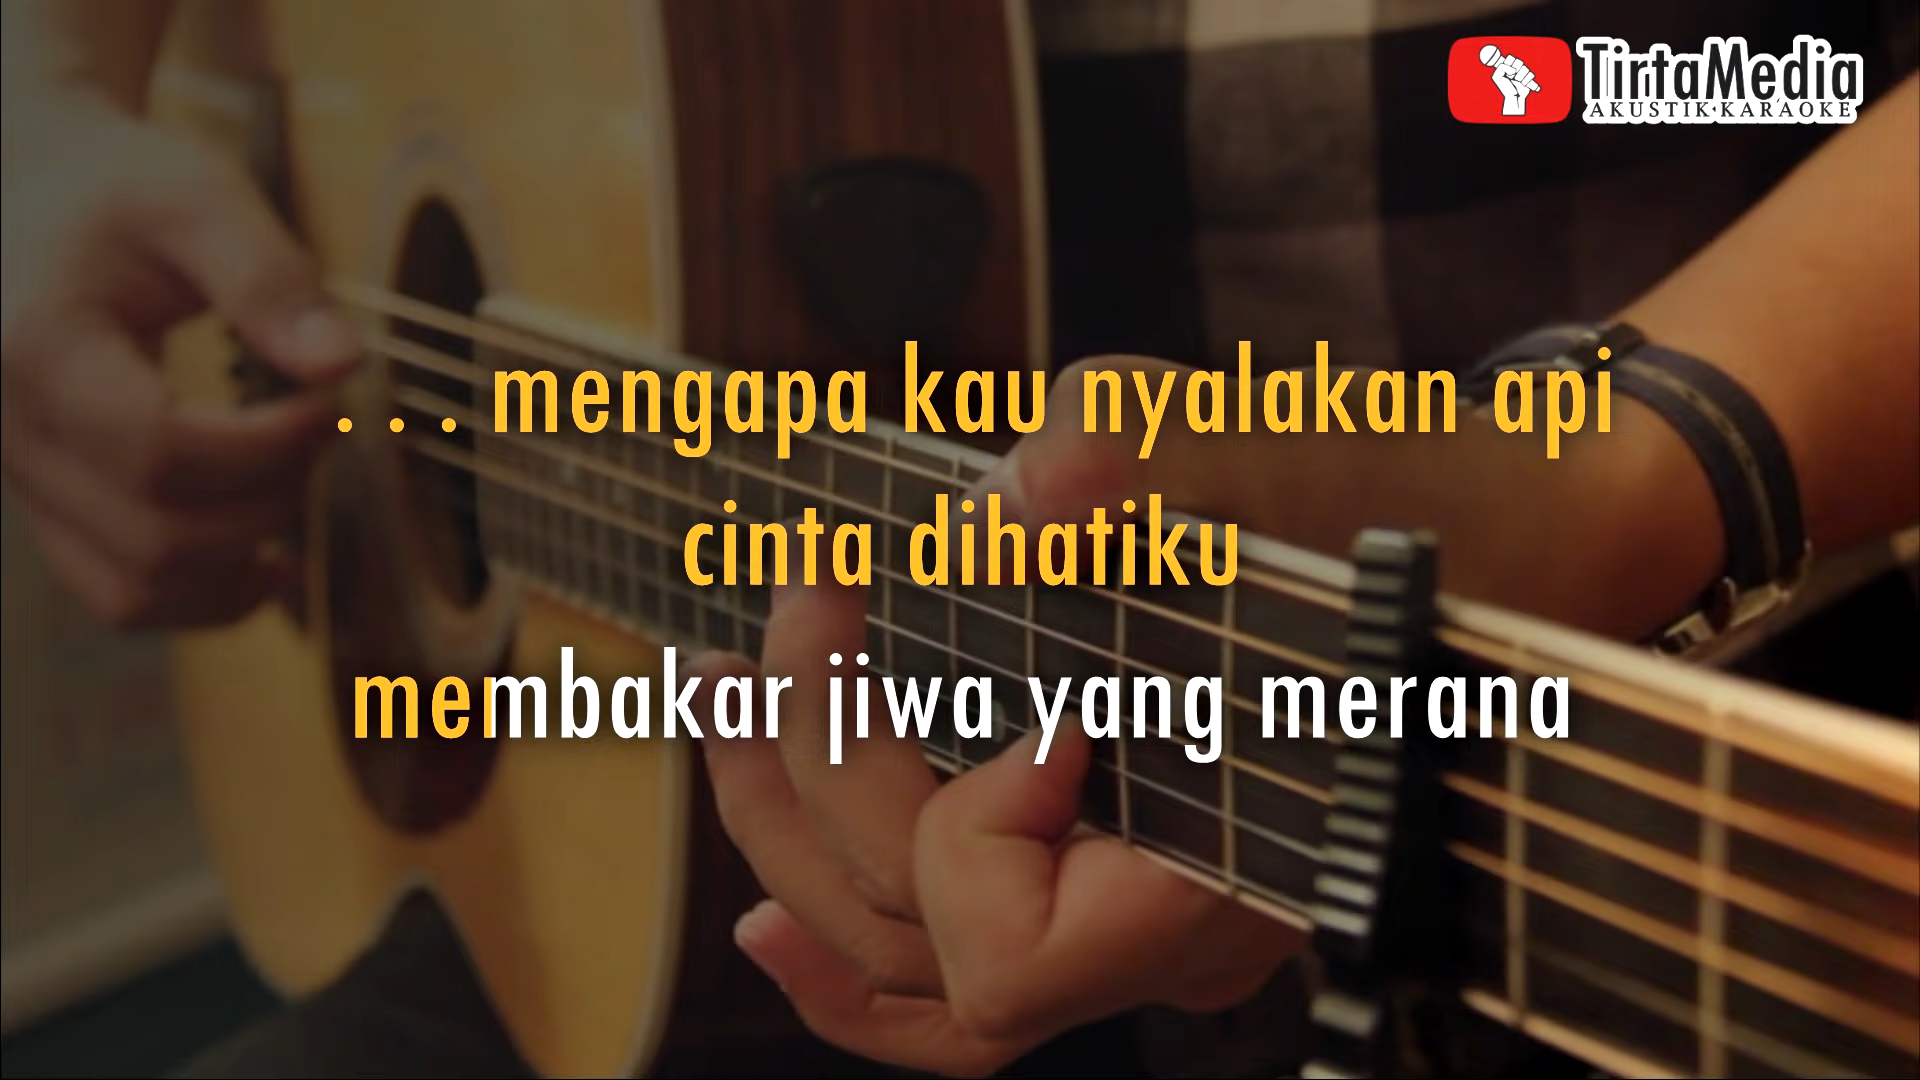 TirtaMedia
AKUSTIK KARAOKE
. . . mengapa kau nyalakan api
cinta dihatiku
membakar jiwa yang merana